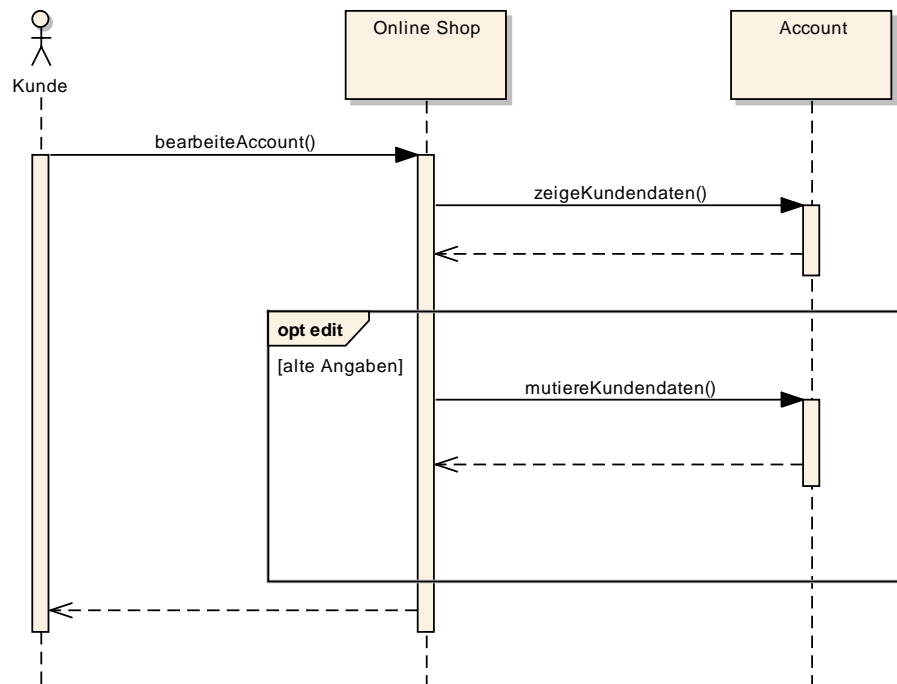 Kunde
Online Shop
Account
bearbeiteAccount()
zeigeKundendaten()
opt edit
[alte Angaben]
mutiereKundendaten()